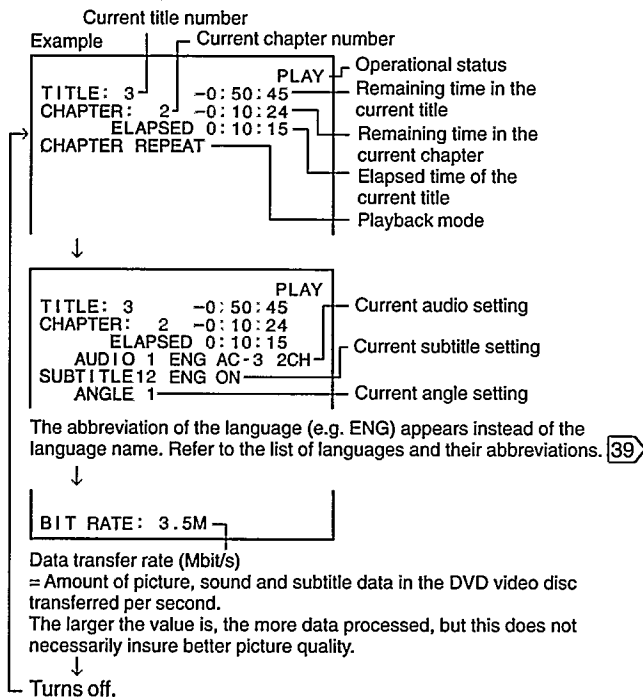 Current title number
Example
Current chapter number
PLAY
Operational status
TITLE: 3 -0:50:45
Remaining time in the
current title
CHAPTER: 2 -0:10:24
Remaining time in the
current chapter
ELAPSED 0:10:15
Elapsed time of the
current title
CHAPTER REPEAT
Playback mode
PLAY
TITLE: 3 -0:50:45
CHAPTER: 2 -0:10:24
ELAPSED 0:10:15
AUDIO 1 ENG AC-3 2CH
Current audio setting
SUBTITLE12 ENG ON
Current subtitle setting
ANGLE 1
Current angle setting
The abbreviation of the language (e.g. ENG) appears instead of the
language name. Refer to the list of languages and their abbreviations. 39
BIT RATE: 3.5M
Data transfer rate (Mbit/s)
= Amount of picture, sound and subtitle data in the DVD video disc
transferred per second.
The larger the value is, the more data processed, but this does not
necessarily insure better picture quality.
Turns off.